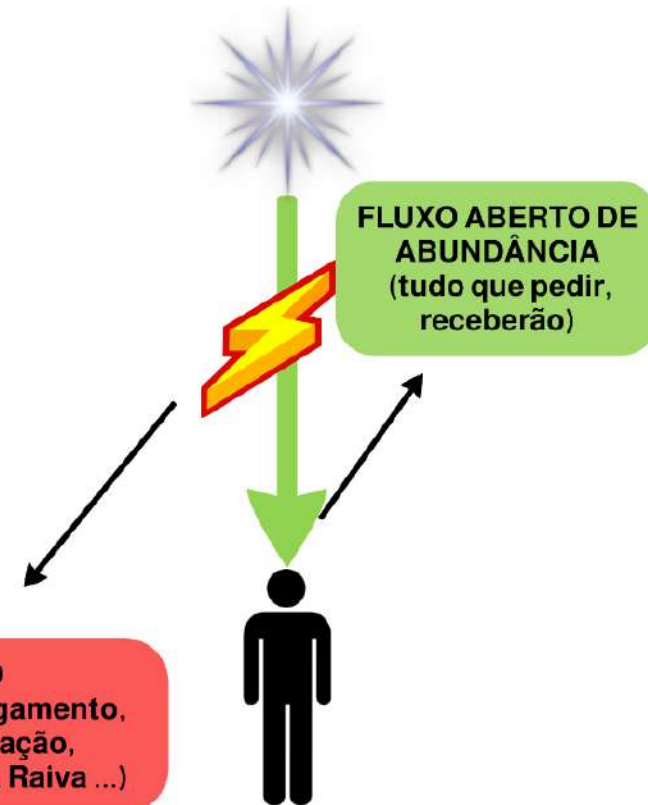 FLUXO ABERTO DE
ABUNDÂNCIA
(tudo que pedir,
receberão)
gamento,
ação,
Raiva ...)